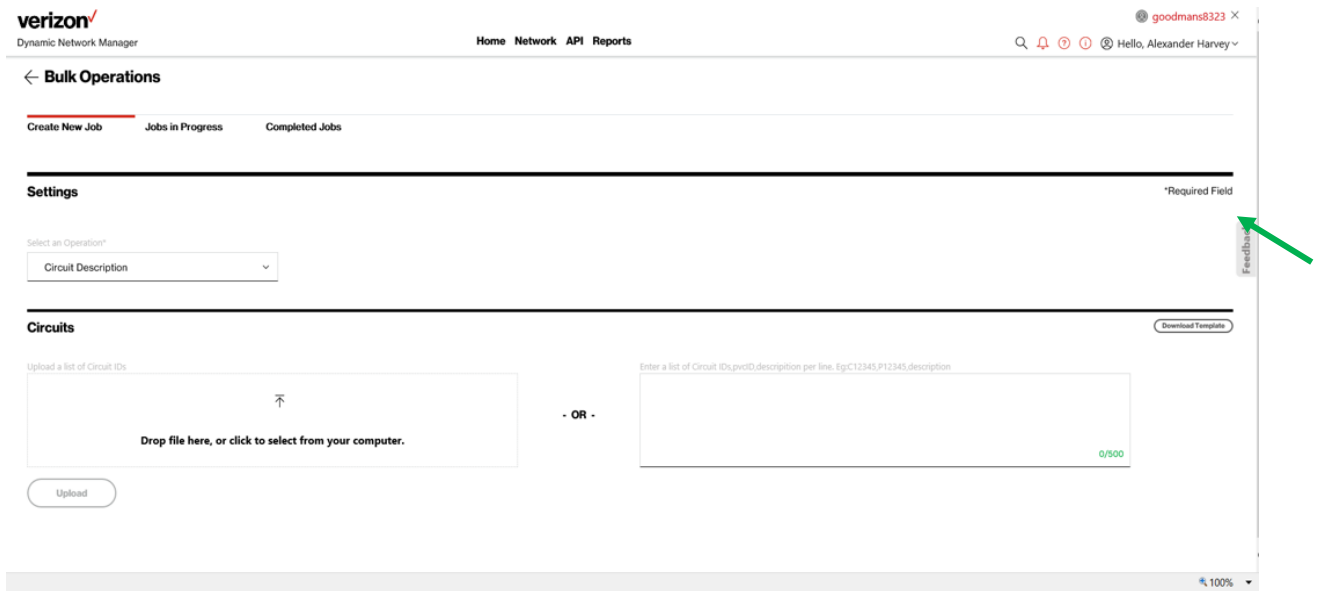 verizon✓
goodmans8323 ×
Dynamic Network Manager
Home Network API Reports
Hello, Alexander Harvey
Bulk Operations
Create New Job Jobs in Progress Completed Jobs
Settings
*Required Field
Feedback
Select an Operation*
Circuit Description
Circuits
Download Template
Upload a list of Circuit IDs
Drop file here, or click to select from your computer.
- OR -
Enter a list of Circuit IDs,pvcID,descripition per line. Eg:C12345,P12345,description
0/500
Upload
100%